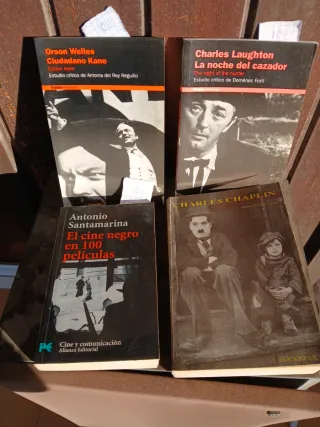 Orson Welles
Ciudadano Kane
Citizen Kane
Estudio crítico de Antonia del Rey Reguillo
Charles Laughton
La noche del cazador
The night of the hunter
Estudio crítico de Domènec Font
Antonio
Santamarina
El cine negro
en 100
películas
Cine y comunicación
Alianza Editorial
CHARLES CHAPLIN